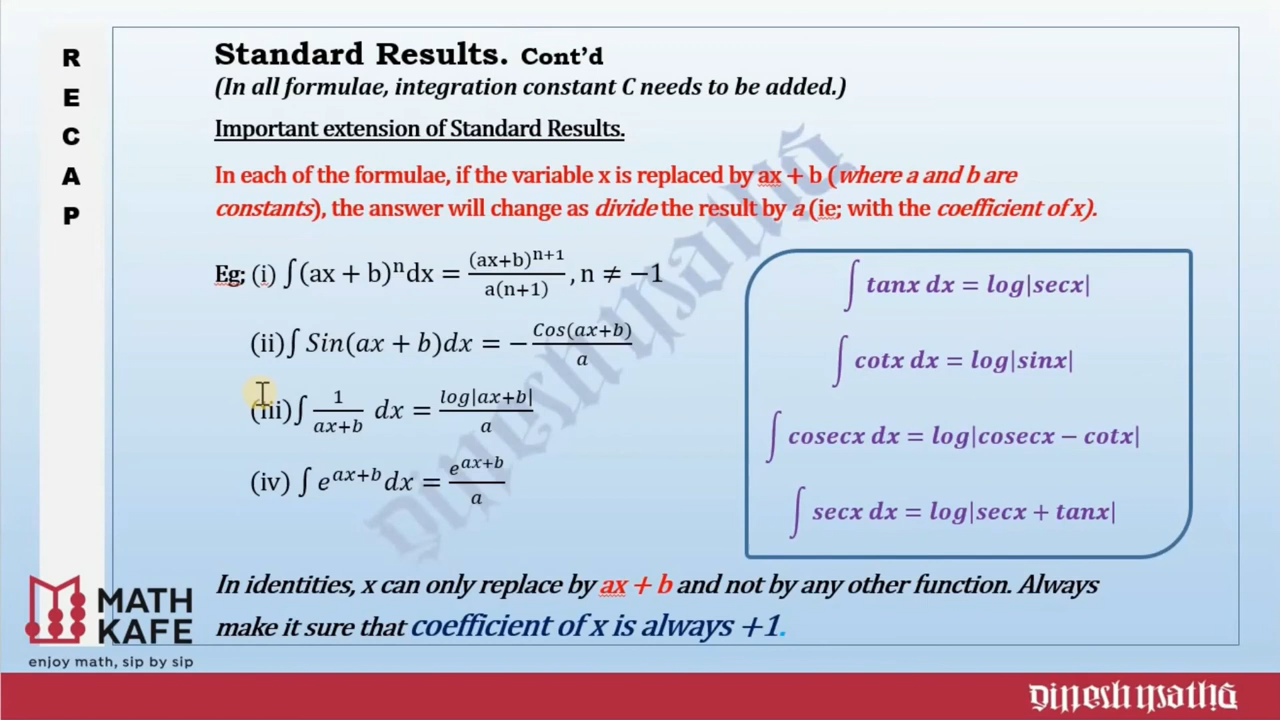 R
E
C
A
P
Standard Results. Cont'd
(In all formulae, integration constant C needs to be added.)
Important extension of Standard Results.
In each of the formulae, if the variable x is replaced by ax + b (where a and b are
constants), the answer will change as divide the result by a (ie; with the coefficient of x).
Eg; (i) ∫(ax + b)ⁿdx = (ax+b)ⁿ⁺¹/a(n+1) , n ≠ −1
(ii)∫ Sin(ax + b)dx = − Cos(ax+b)/a
(iii)∫ 1/ax+b dx = log|ax+b|/a
(iv) ∫ e^ax+b dx = e^ax+b/a
∫ tanx dx = log|secx|
∫ cotx dx = log|sinx|
∫ cosecx dx = log|cosecx − cotx|
∫ secx dx = log|secx + tanx|
In identities, x can only replace by ax + b and not by any other function. Always
make it sure that coefficient of x is always +1.
MATH
KAFE
enjoy math, sip by sip
Dineshmaths
Dineshmaths